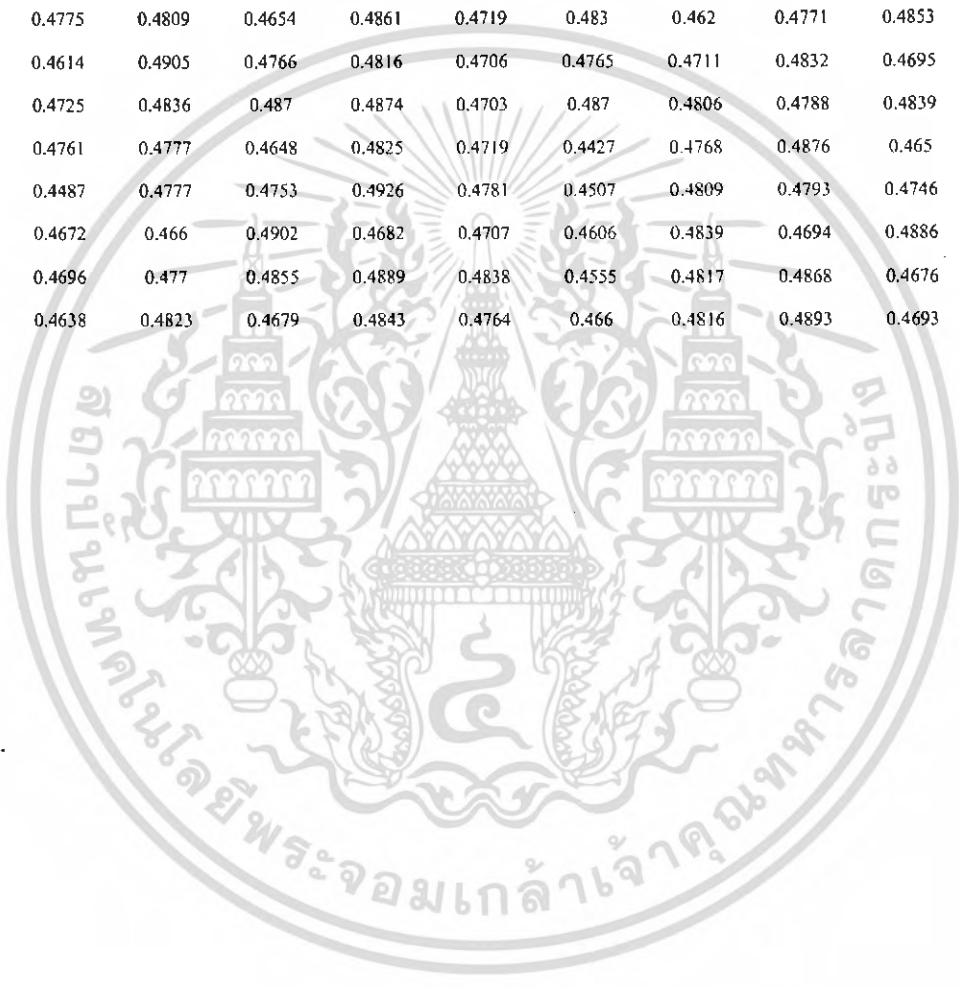 0.4775 0.4809 0.4654 0.4861 0.4719 0.483 0.462 0.4771 0.4853
0.4614 0.4905 0.4766 0.4816 0.4706 0.4765 0.4711 0.4832 0.4695
0.4725 0.4836 0.487 0.4874 0.4703 0.487 0.4806 0.4788 0.4839
0.4761 0.4777 0.4648 0.4825 0.4719 0.4427 0.4768 0.4876 0.465
0.4487 0.4777 0.4753 0.4926 0.4781 0.4507 0.4809 0.4793 0.4746
0.4672 0.466 0.4902 0.4682 0.4707 0.4606 0.4839 0.4694 0.4886
0.4696 0.477 0.4855 0.4889 0.4838 0.4555 0.4817 0.4868 0.4676
0.4638 0.4823 0.4679 0.4843 0.4764 0.466 0.4816 0.4893 0.4693
สถาบันเทคโนโลยีพระจอมเกล้าเจ้าคุณทหารลาดกระบัง